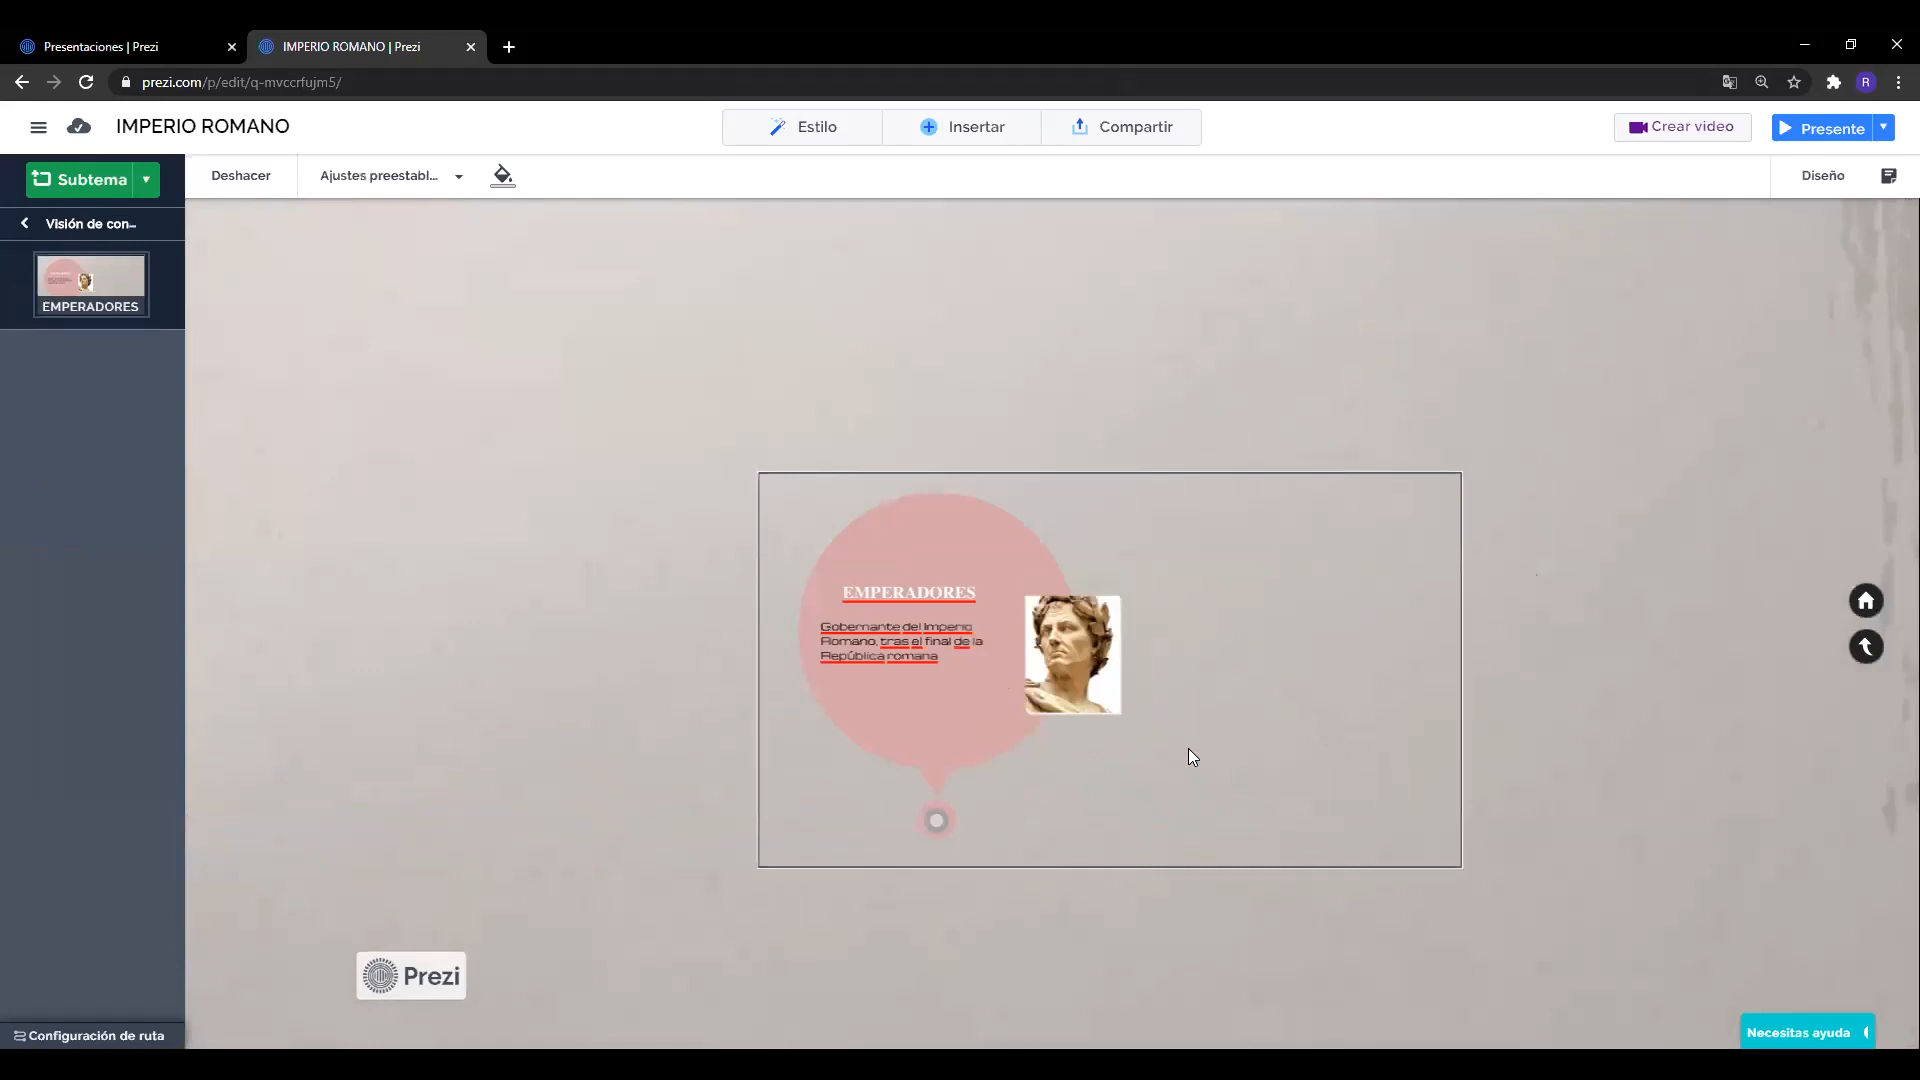 Presentaciones | Prezi
IMPERIO ROMANO | Prezi
prezi.com/p/edit/q-mvccrfujm5/
R
IMPERIO ROMANO
Estilo
Insertar
Compartir
Crear video
Presente
Subtema
Deshacer
Ajustes preestabl...
Diseño
Visión de con...
EMPERADORES
EMPERADORES
Gobernante del Imperio
Romano, tras el final de la
República romana
Prezi
Configuración de ruta
Necesitas ayuda